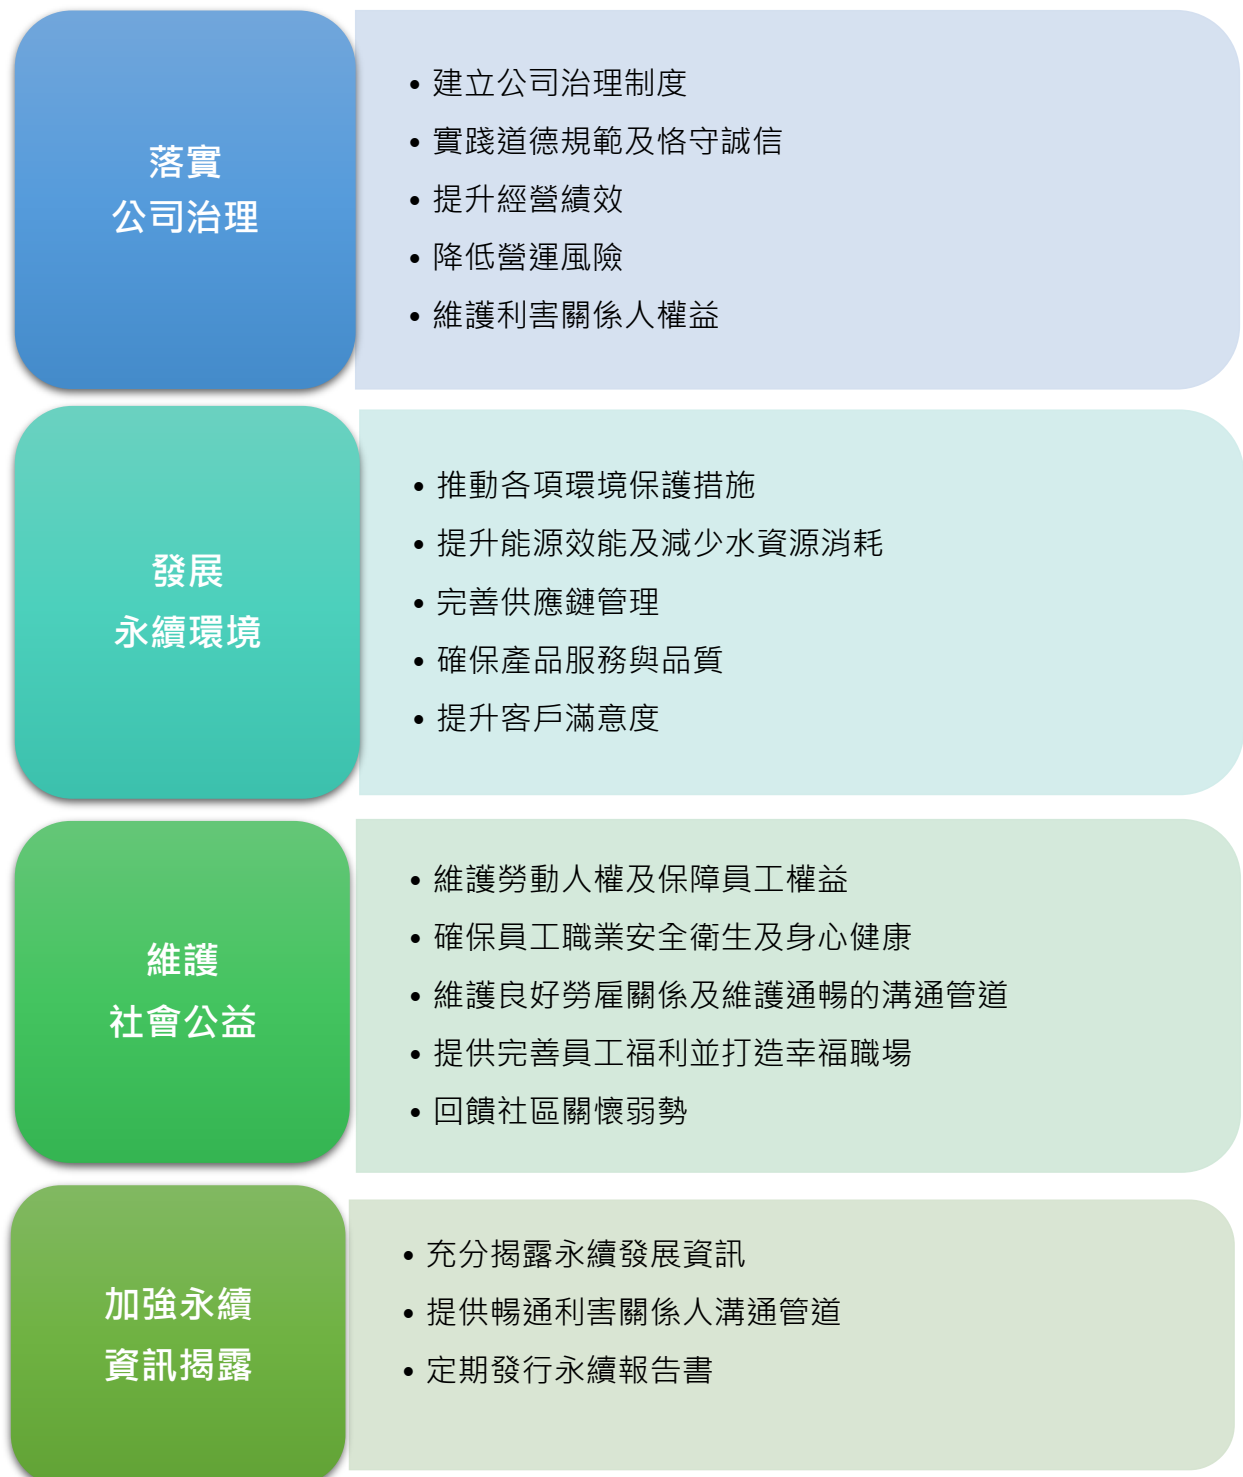 落實
公司治理
• 建立公司治理制度
• 實踐道德規範及恪守誠信
• 提升經營績效
• 降低營運風險
• 維護利害關係人權益
發展
永續環境
• 推動各項環境保護措施
• 提升能源效能及減少水資源消耗
• 完善供應鏈管理
• 確保產品服務與品質
• 提升客戶滿意度
維護
社會公益
• 維護勞動人權及保障員工權益
• 確保員工職業安全衛生及身心健康
• 維護良好勞雇關係及維護通暢的溝通管道
• 提供完善員工福利並打造幸福職場
• 回饋社區關懷弱勢
加強永續
資訊揭露
• 充分揭露永續發展資訊
• 提供暢通利害關係人溝通管道
• 定期發行永續報告書